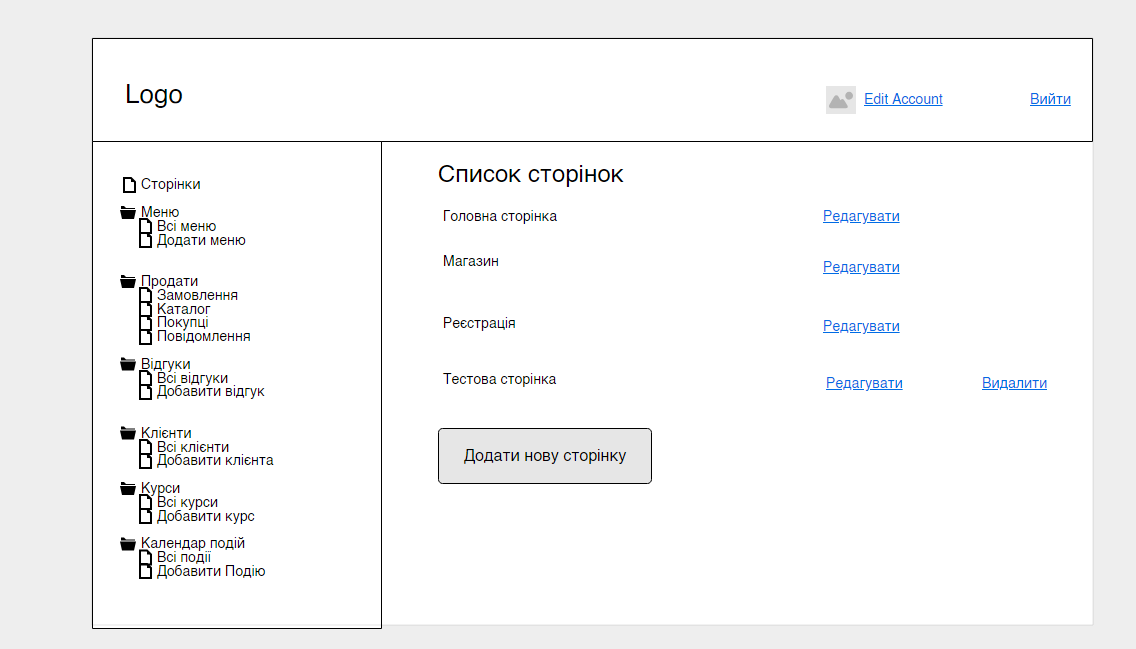 Logo
Edit Account
Вийти
Сторінки
Меню
Всі меню
Додати меню
Продати
Замовлення
Каталог
Покупці
Повідомлення
Відгуки
Всі відгуки
Добавити відгук
Клієнти
Всі клієнти
Добавити клієнта
Курси
Всі курси
Добавити курс
Календар подій
Всі події
Добавити Подію
Список сторінок
Головна сторінка
Редагувати
Магазин
Редагувати
Реєстрація
Редагувати
Тестова сторінка
Редагувати
Видалити
Додати нову сторінку